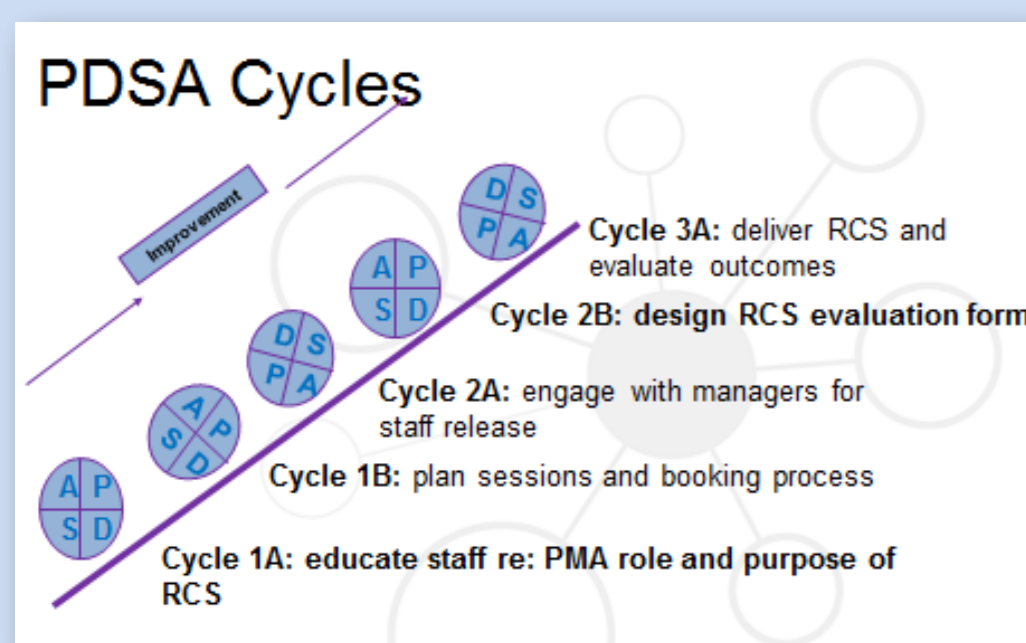 PDSA Cycles
Improvement
D S
P A
Cycle 3A: deliver RCS and
evaluate outcomes
A P
S D
Cycle 2B: design RCS evaluation form
D S
P A
Cycle 2A: engage with managers for
staff release
A P
S D
Cycle 1B: plan sessions and booking process
A P
S D
Cycle 1A: educate staff re: PMA role and purpose of
RCS